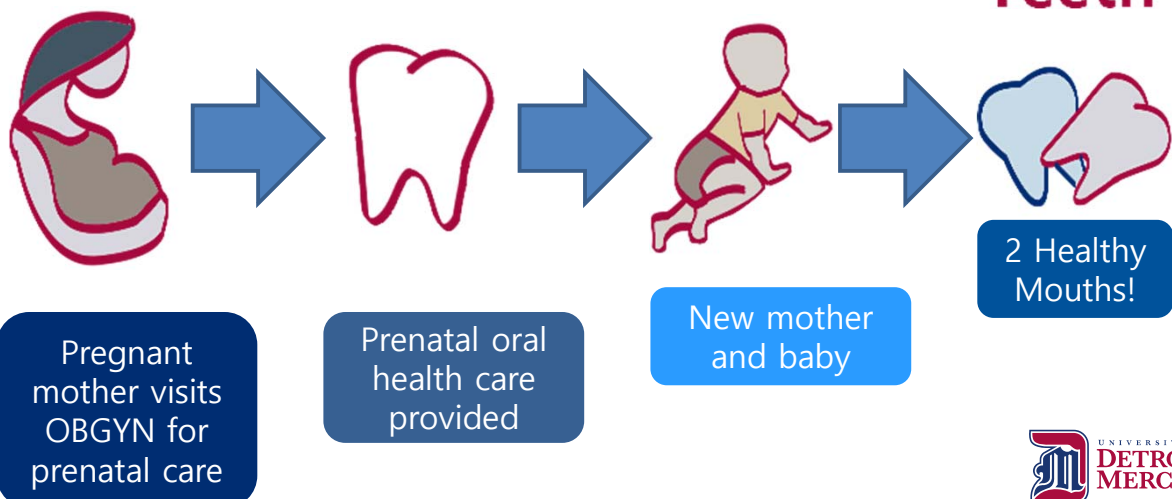 Teeth
2 Healthy
Mouths!
New mother
and baby
Prenatal oral
health care
provided
Pregnant
mother visits
OBGYN for
prenatal care